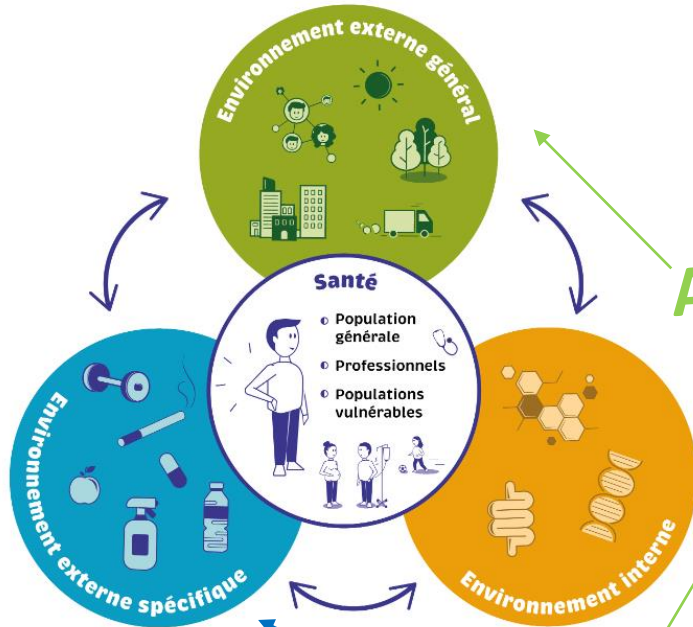 Environnement externe général
Santé
Population
générale
Professionnels
Populations
vulnérables
Environnement externe spécifique
Environnement interne